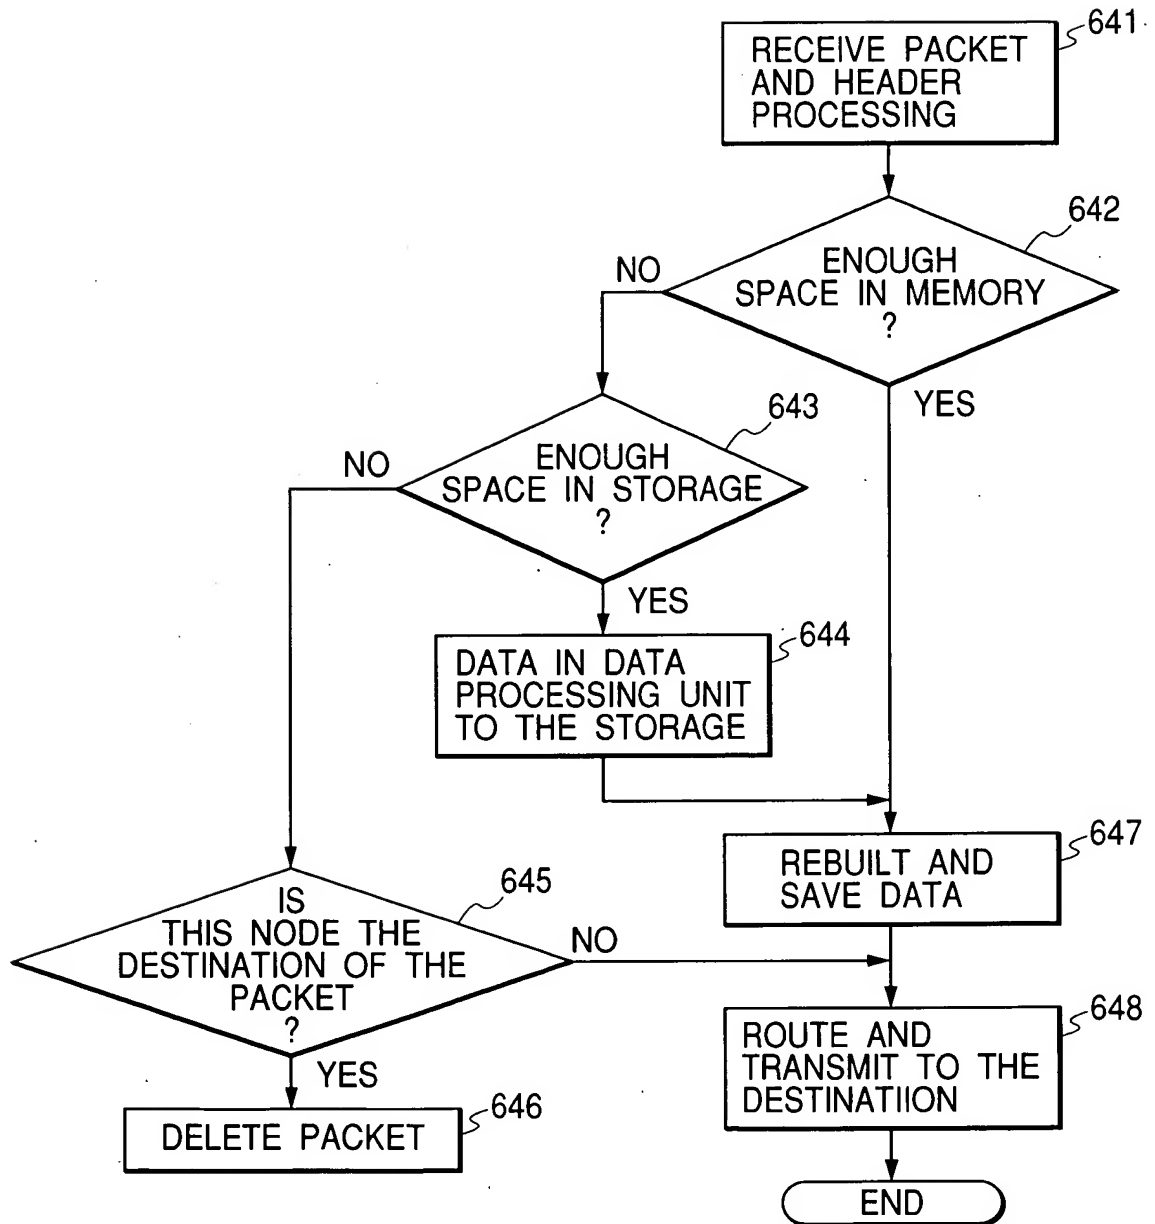 641
RECEIVE PACKET
AND HEADER
PROCESSING
642
NO
ENOUGH
SPACE IN MEMORY
?
YES
643
NO
ENOUGH
SPACE IN STORAGE
?
YES
644
DATA IN DATA
PROCESSING UNIT
TO THE STORAGE
647
REBUILT AND
SAVE DATA
645
IS
THIS NODE THE
DESTINATION OF THE
PACKET
?
NO
YES
648
ROUTE AND
TRANSMIT TO THE
DESTINATIION
646
DELETE PACKET
END